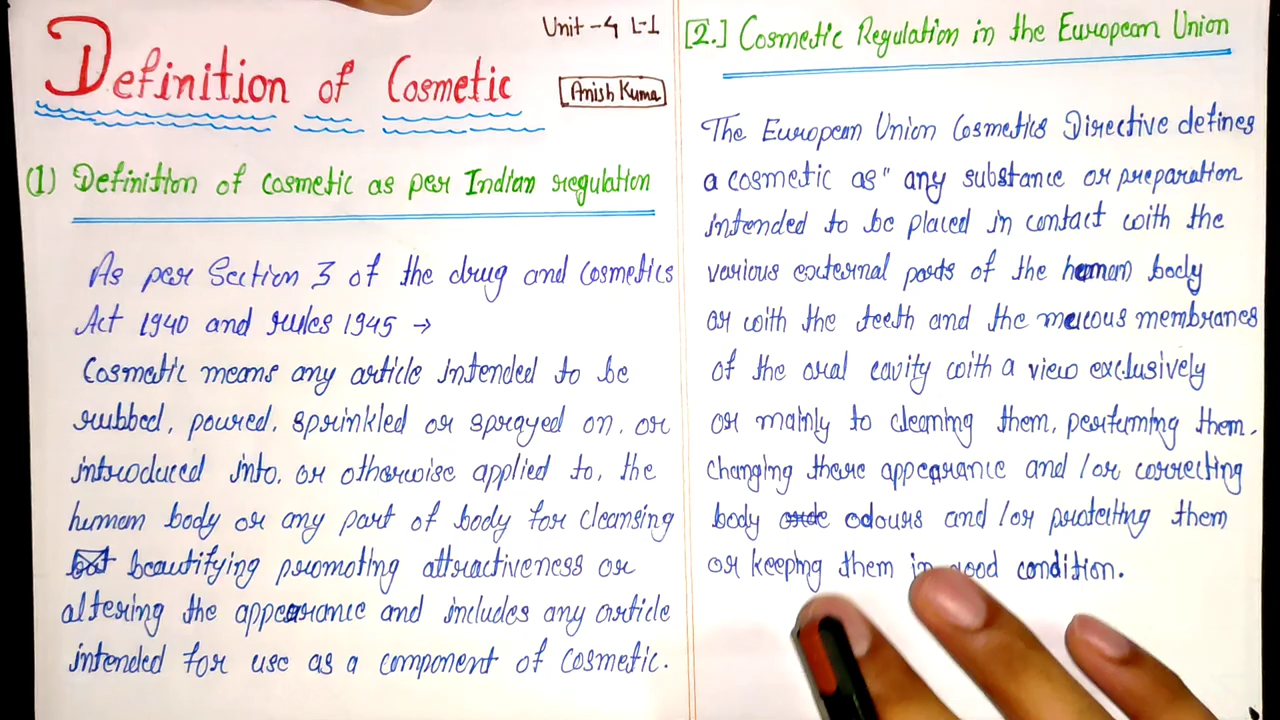 Unit - 4 L-1
Definition of Cosmetic
Anish Kuma
(1) Definition of cosmetic as per Indian regulation
As per Section 3 of the drug and cosmetics
Act 1940 and rules 1945 →
Cosmetic means any article intended to be
rubbed, poured, sprinkled or sprayed on, or
introduced into, or otherwise applied to, the
human body or any part of body for cleansing
beautifying promoting attractiveness or
altering the appearance and includes any article
intended for use as a component of cosmetic.
[2.] Cosmetic Regulation in the European Union
The European Union Cosmetics Directive defines
a cosmetic as" any substance or preparation
intended to be placed in contact with the
various external parts of the human body
or with the teeth and the mucous membranes
of the oral cavity with a view exclusively
or mainly to cleaning them, perfuming them,
changing there appearance and /or correcting
body odours and /or protecting them
or keeping them in good condition.